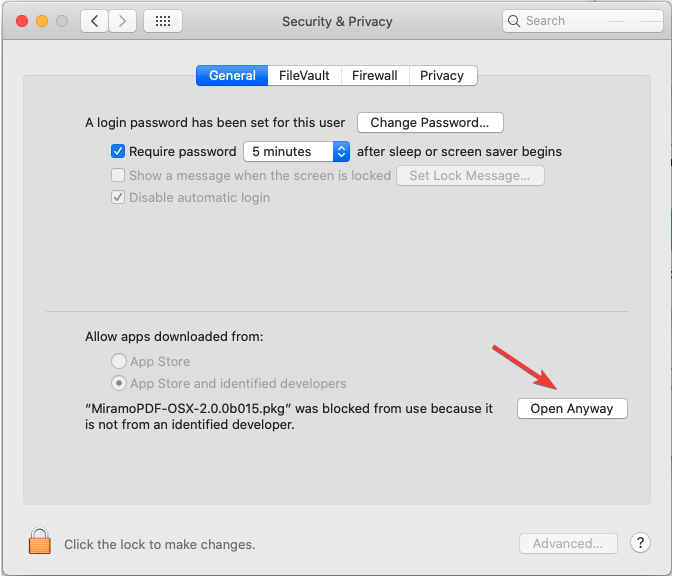 Security & Privacy
Search
General FileVault Firewall Privacy
A login password has been set for this user Change Password...
Require password 5 minutes after sleep or screen saver begins
Show a message when the screen is locked Set Lock Message...
Disable automatic login
Allow apps downloaded from:
App Store
App Store and identified developers
“MiramoPDF-OSX-2.0.0b015.pkg” was blocked from use because it
is not from an identified developer.
Open Anyway
Click the lock to make changes.
Advanced...
?